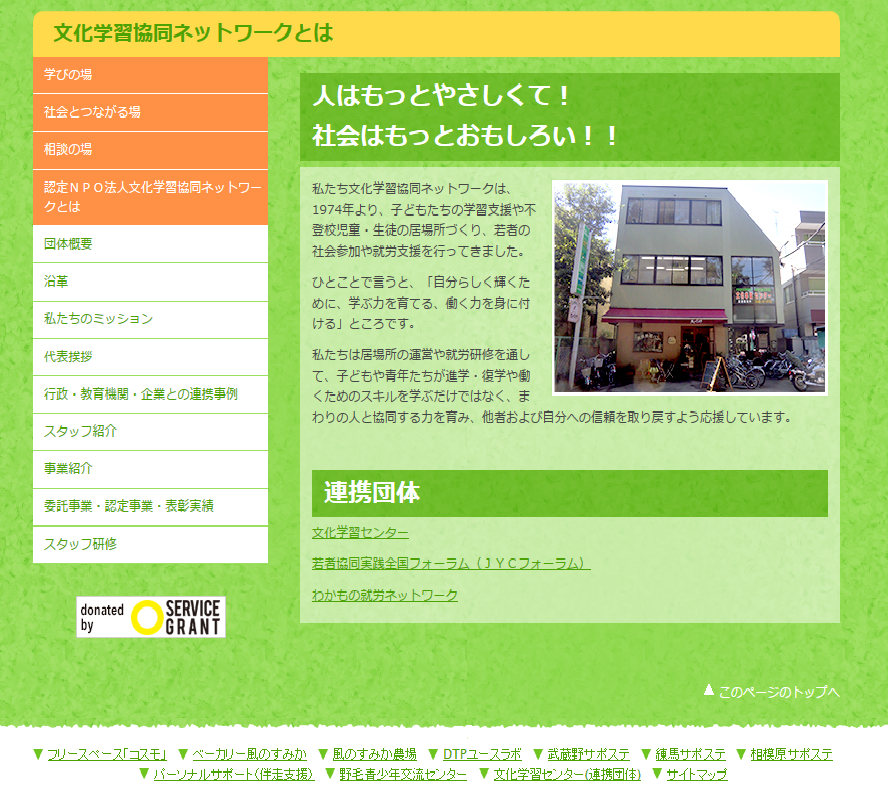 文化学習協同ネットワークとは
学びの場
社会とつながる場
相談の場
認定ＮＰＯ法人文化学習協同ネットワー
クとは
団体概要
沿革
私たちのミッション
代表挨拶
行政・教育機関・企業との連携事例
スタッフ紹介
事業紹介
委託事業・認定事業・表彰実績
スタッフ研修
donated
by
SERVICE
GRANT
人はもっとやさしくて！
社会はもっとおもしろい！！
私たち文化学習協同ネットワークは、
1974年より、子どもたちの学習支援や不
登校児童・生徒の居場所づくり、若者の
社会参加や就労支援を行ってきました。
ひとことで言うと、「自分らしく輝くた
めに、学ぶ力を育てる、働く力を身に付
ける」ところです。
私たちは居場所の運営や就労研修を通し
て、子どもや青年たちが進学・復学や働
くためのスキルを学ぶだけではなく、ま
わりの人と協同する力を育み、他者および自分への信頼を取り戻すよう応援しています。
連携団体
文化学習センター
若者協同実践全国フォーラム（ＪＹＣフォーラム）
わかもの就労ネットワーク
▲このページのトップへ
▼フリースペース「コスモ」 ▼ベーカリー風のすみか ▼風のすみか農場 ▼DTPユースラボ ▼武蔵野サポステ ▼練馬サポステ ▼相模原サポステ
▼パーソナルサポート（伴走支援） ▼野毛青少年交流センター ▼文化学習センター(連携団体) ▼サイトマップ